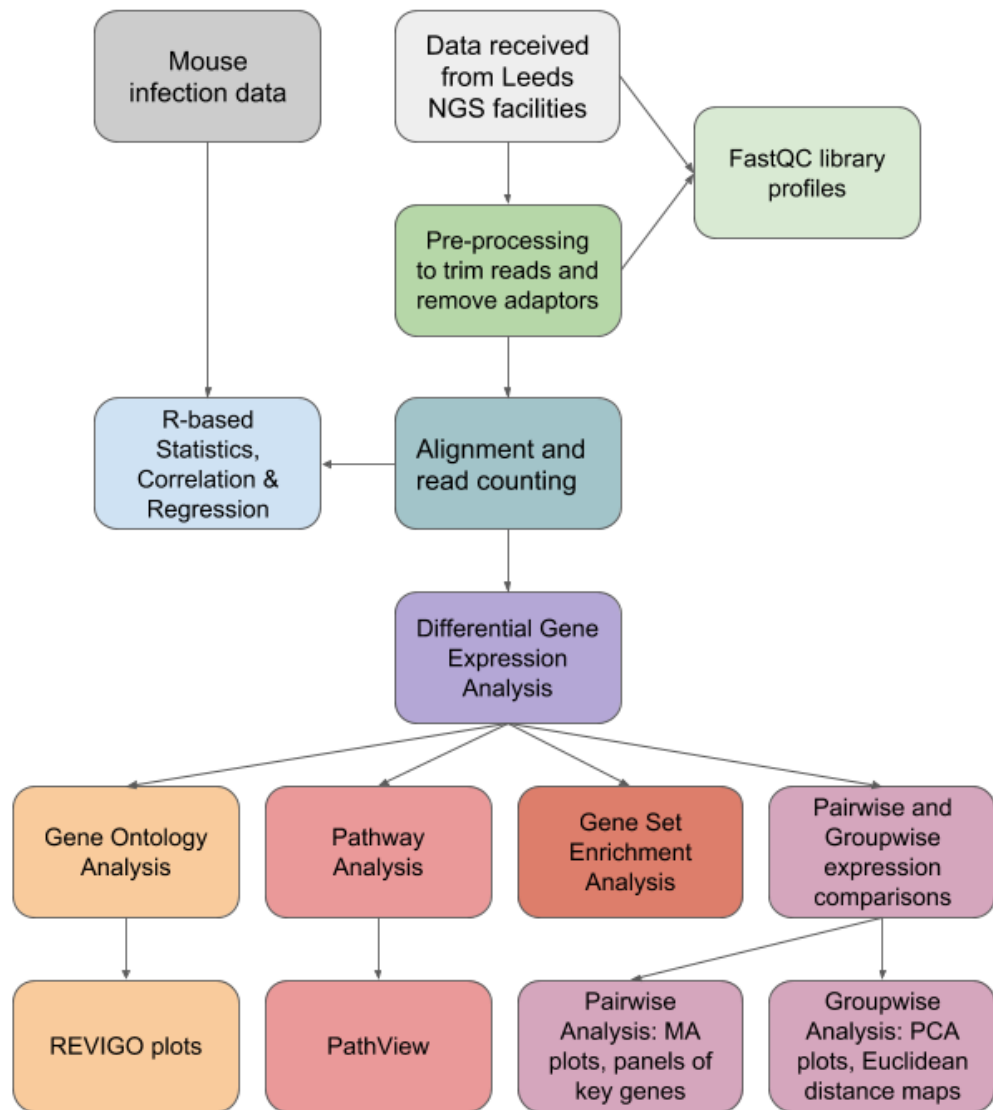 Mouse
infection data
Data received
from Leeds
NGS facilities
FastQC library
profiles
Pre-processing
to trim reads and
remove adaptors
R-based
Statistics,
Correlation &
Regression
Alignment and
read counting
Differential Gene
Expression
Analysis
Gene Ontology
Analysis
Pathway
Analysis
Gene Set
Enrichment
Analysis
Pairwise and
Groupwise
expression
comparisons
REVIGO plots
PathView
Pairwise
Analysis: MA
plots, panels of
key genes
Groupwise
Analysis: PCA
plots, Euclidean
distance maps